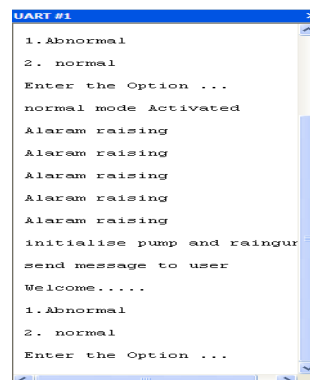 UART #1
1.Abnormal
2. normal
Enter the Option ...
normal mode Activated
Alaram raising
Alaram raising
Alaram raising
Alaram raising
Alaram raising
initialise pump and raingur
send message to user
Welcome.....
1.Abnormal
2. normal
Enter the Option ...